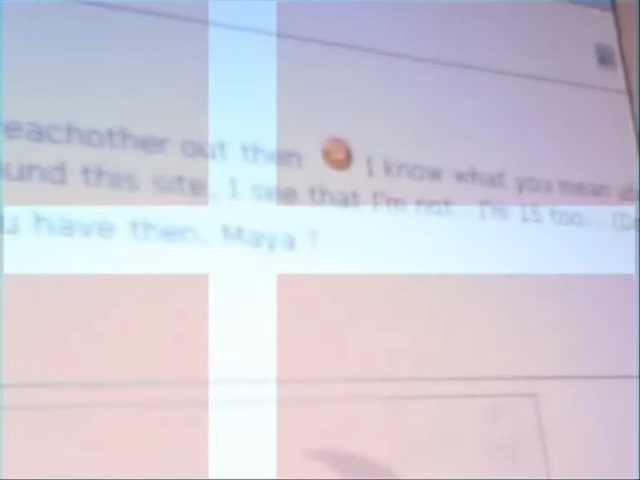 eachother out then I know what you mean
und this site. I see that I'm not.. I'm 15 too...
u have then, Maya ?